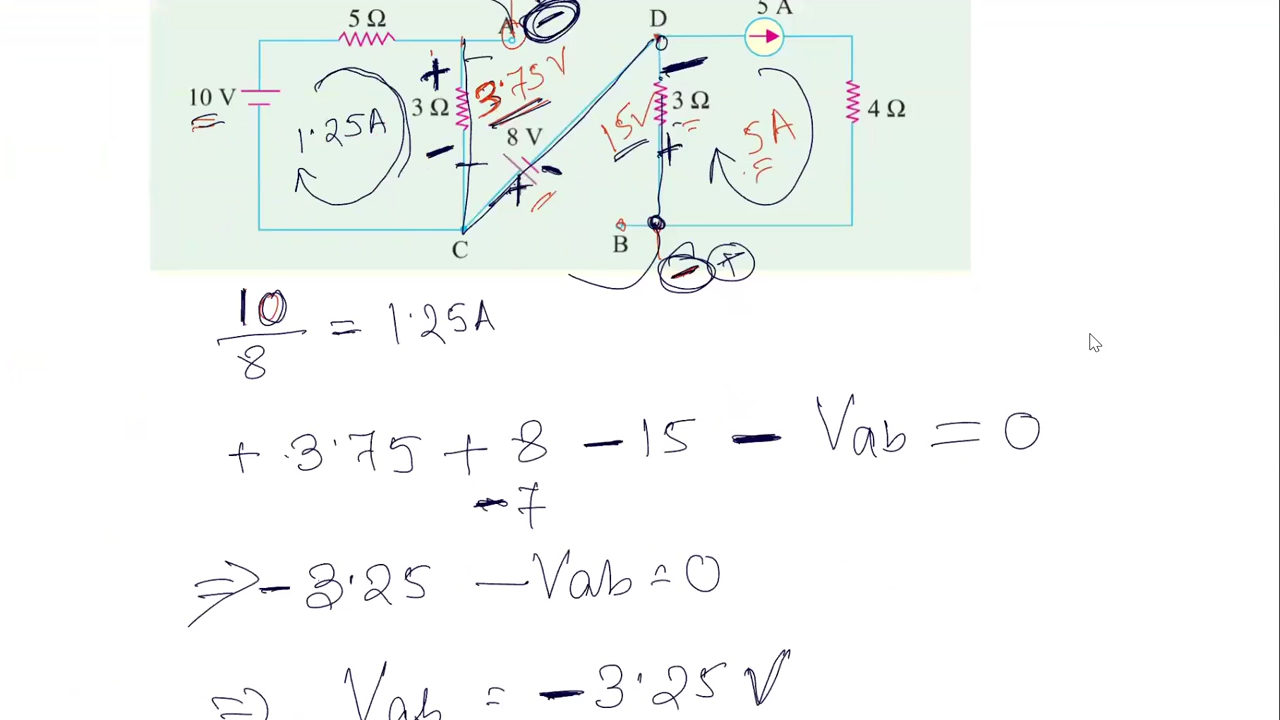 5 Ω
A
D
5 A
10 V
1.25A
+
3 Ω
-
3.75V
8 V
+
-
15V
-
3 Ω
+
5A
4 Ω
C
B
-
+
10
8
= 1.25A
+ 3.75 + 8 - 15 - Vab = 0
-7
⇒ -3.25 - Vab = 0
⇒ Vab = -3.25 V